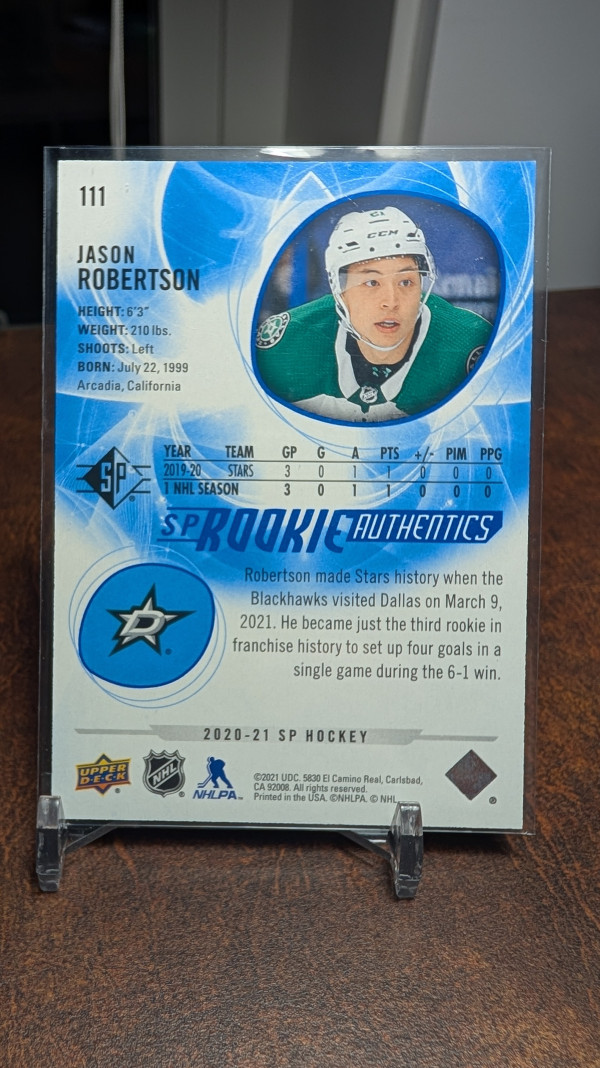 111
JASON
ROBERTSON
HEIGHT: 6'3"
WEIGHT: 210 lbs.
SHOOTS: Left
BORN: July 22, 1999
Arcadia, California
CCM
SP
YEAR TEAM GP G A PTS +/- PIM PPG
2019-20 STARS 3 0 1 1 0 0 0
1 NHL SEASON 3 0 1 1 0 0 0
SP ROOKIE AUTHENTICS
Robertson made Stars history when the
Blackhawks visited Dallas on March 9,
2021. He became just the third rookie in
franchise history to set up four goals in a
single game during the 6-1 win.
D
2020-21 SP HOCKEY
UPPER
D·E·C·K
NHL
NHLPA
©2021 UDC. 5830 El Camino Real, Carlsbad,
CA 92008. All rights reserved.
Printed in the USA. ©NHLPA. © NHL